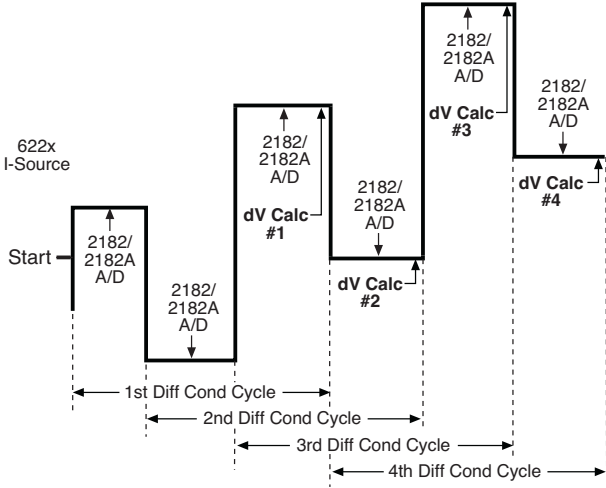 2182/
2182A
A/D
dV Calc
#3
2182/
2182A
A/D
dV Calc
#4
622x
I-Source
2182/
2182A
A/D
dV Calc
#1
2182/
2182A
A/D
dV Calc
#2
Start
2182/
2182A
A/D
2182/
2182A
A/D
1st Diff Cond Cycle
2nd Diff Cond Cycle
3rd Diff Cond Cycle
4th Diff Cond Cycle